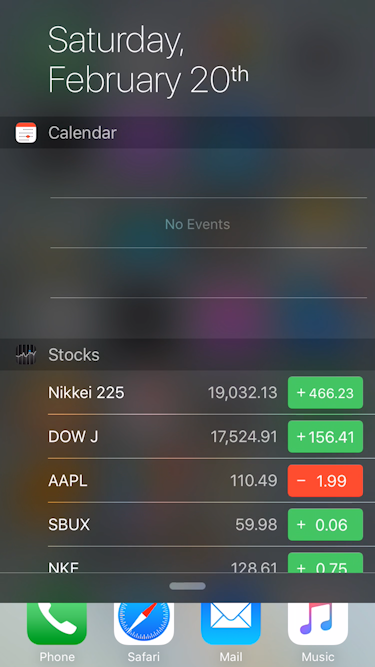 Saturday,
February 20th
Calendar
No Events
Stocks
Nikkei 225 19,032.13 +466.23
DOW J 17,524.91 +156.41
AAPL 110.49 − 1.99
SBUX 59.98 + 0.06
NKE 128.61 + 0.75
Phone Safari Mail Music